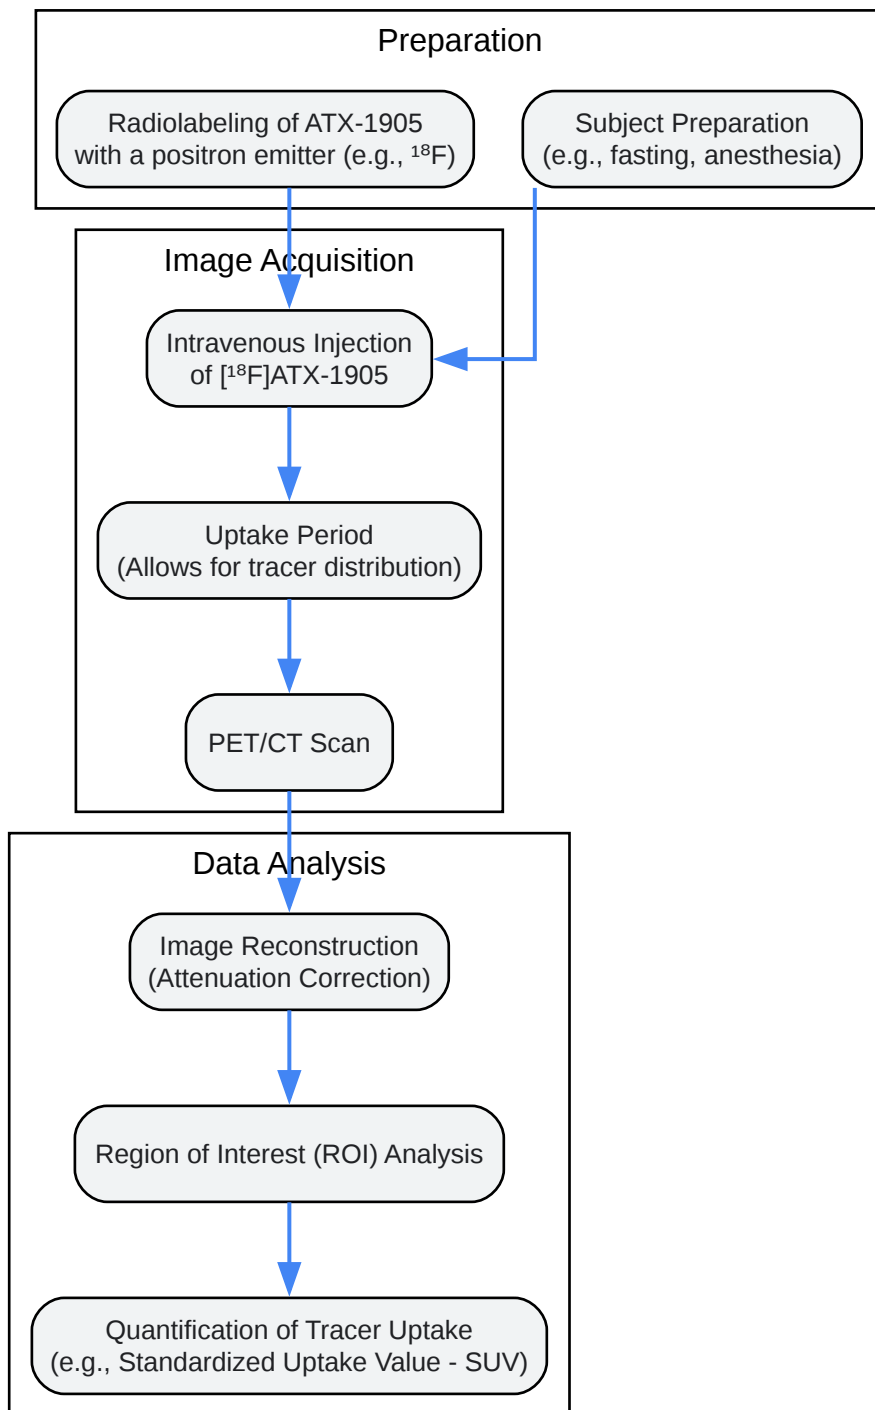 Preparation
Radiolabeling of ATX-1905
with a positron emitter (e.g., ¹⁸F)
Subject Preparation
(e.g., fasting, anesthesia)
Image Acquisition
Intravenous Injection
of [¹⁸F]ATX-1905
Uptake Period
(Allows for tracer distribution)
PET/CT Scan
Data Analysis
Image Reconstruction
(Attenuation Correction)
Region of Interest (ROI) Analysis
Quantification of Tracer Uptake
(e.g., Standardized Uptake Value - SUV)